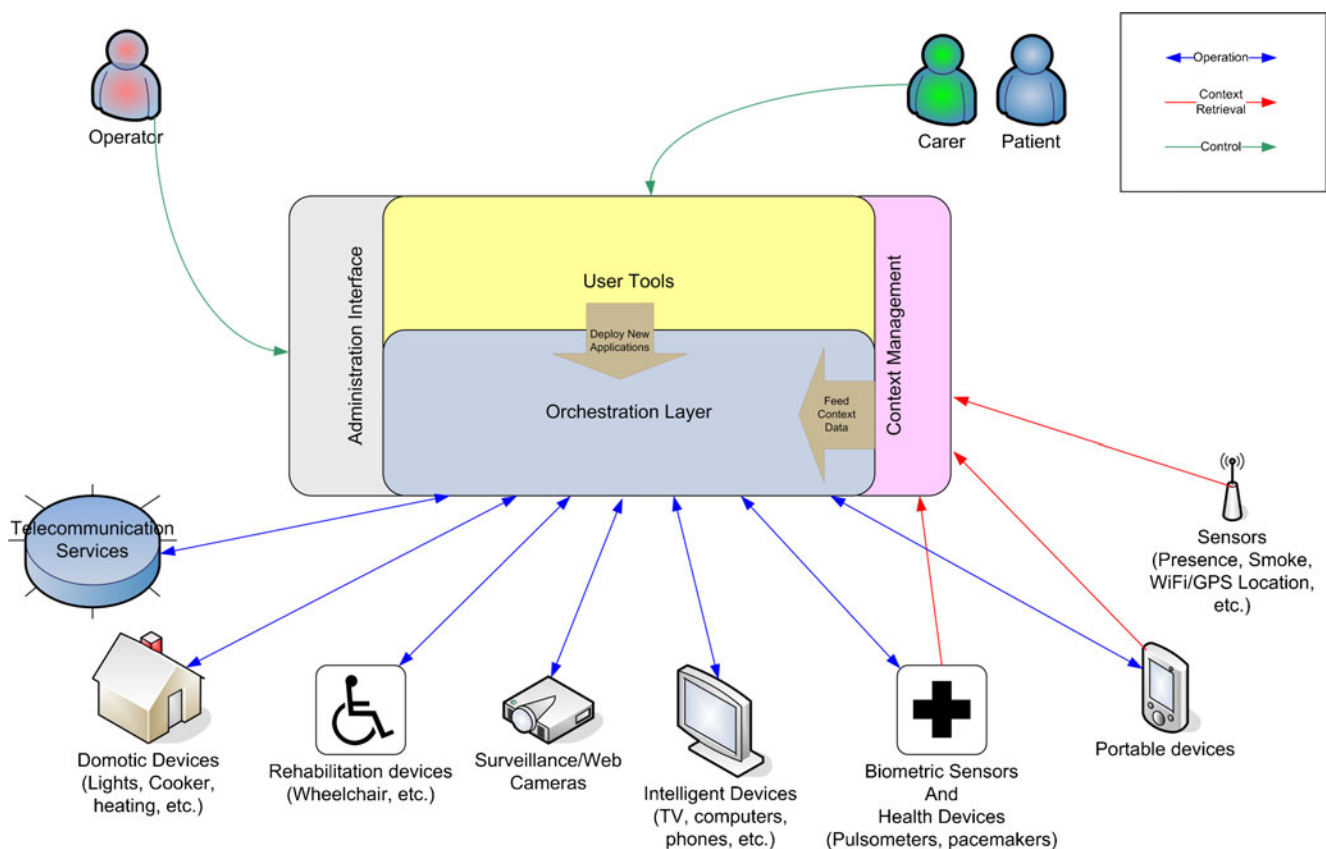 Operator
Carer
Patient
Operation
Context
Retrieval
Control
Administration Interface
User Tools
Deploy New
Applications
Orchestration Layer
Feed
Context
Data
Context Management
Telecommunication
Services
Sensors
(Presence, Smoke,
WiFi/GPS Location,
etc.)
Domotic Devices
(Lights, Cooker,
heating, etc.)
Rehabilitation devices
(Wheelchair, etc.)
Surveillance/Web
Cameras
Intelligent Devices
(TV, computers,
phones, etc.)
Biometric Sensors
And
Health Devices
(Pulsometers, pacemakers)
Portable devices